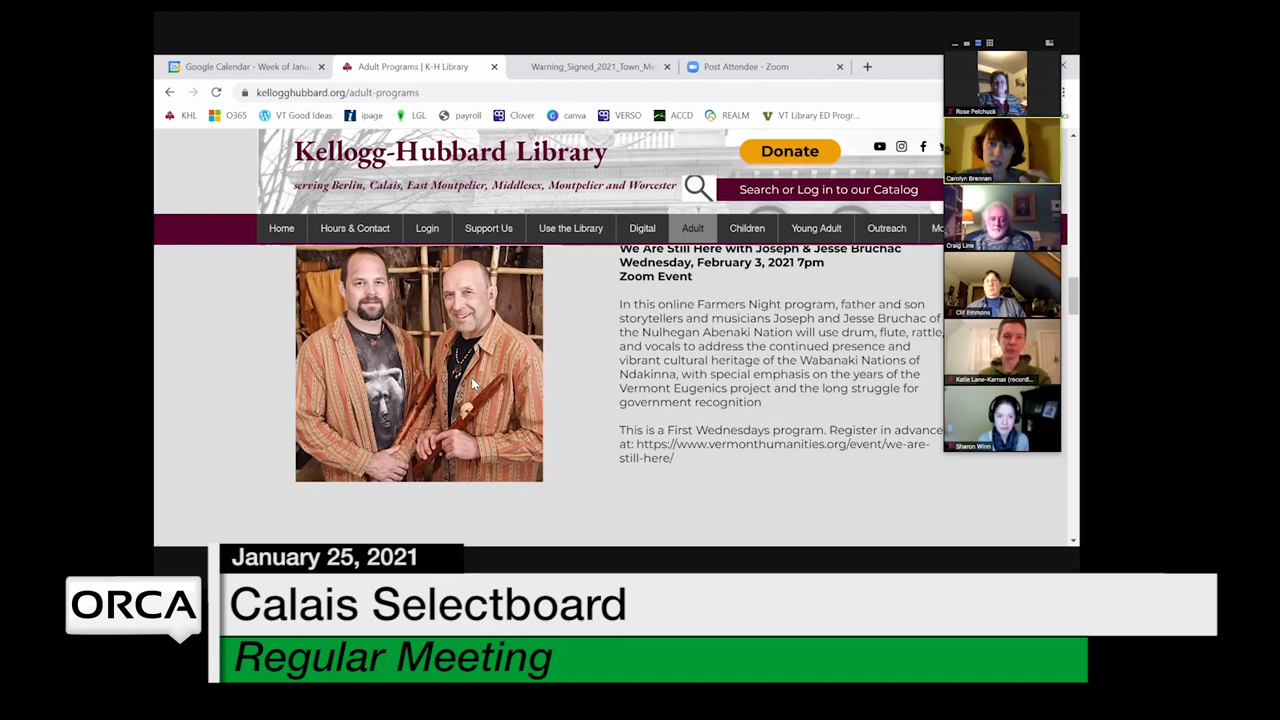 Google Calendar - Week of Janu
Adult Programs | K-H Library
Warning_Signed_2021_Town_Me
Post Attendee - Zoom
kellogghubbard.org/adult-programs
KHL
O365
VT Good Ideas
ipage
LGL
payroll
Clover
canva
VERSO
ACCD
REALM
VT Library ED Progr...
Kellogg-Hubbard Library
Donate
serving Berlin, Calais, East Montpelier, Middlesex, Montpelier and Worcester
Search or Log in to our Catalog
Home
Hours & Contact
Login
Support Us
Use the Library
Digital
Adult
Children
Young Adult
Outreach
We Are Still Here with Joseph & Jesse Bruchac
Wednesday, February 3, 2021 7pm
Zoom Event
In this online Farmers Night program, father and son
storytellers and musicians Joseph and Jesse Bruchac of
the Nulhegan Abenaki Nation will use drum, flute, rattle,
and vocals to address the continued presence and
vibrant cultural heritage of the Wabanaki Nations of
Ndakinna, with special emphasis on the years of the
Vermont Eugenics project and the long struggle for
government recognition
This is a First Wednesdays program. Register in advance
at: https://www.vermonthumanities.org/event/we-are-
still-here/
Rose Pelchuck
Carolyn Brennan
Craig Line
Clif Emmons
Katie Lane-Karnas (recordi...
Sharon Winn
January 25, 2021
ORCA
Calais Selectboard
Regular Meeting